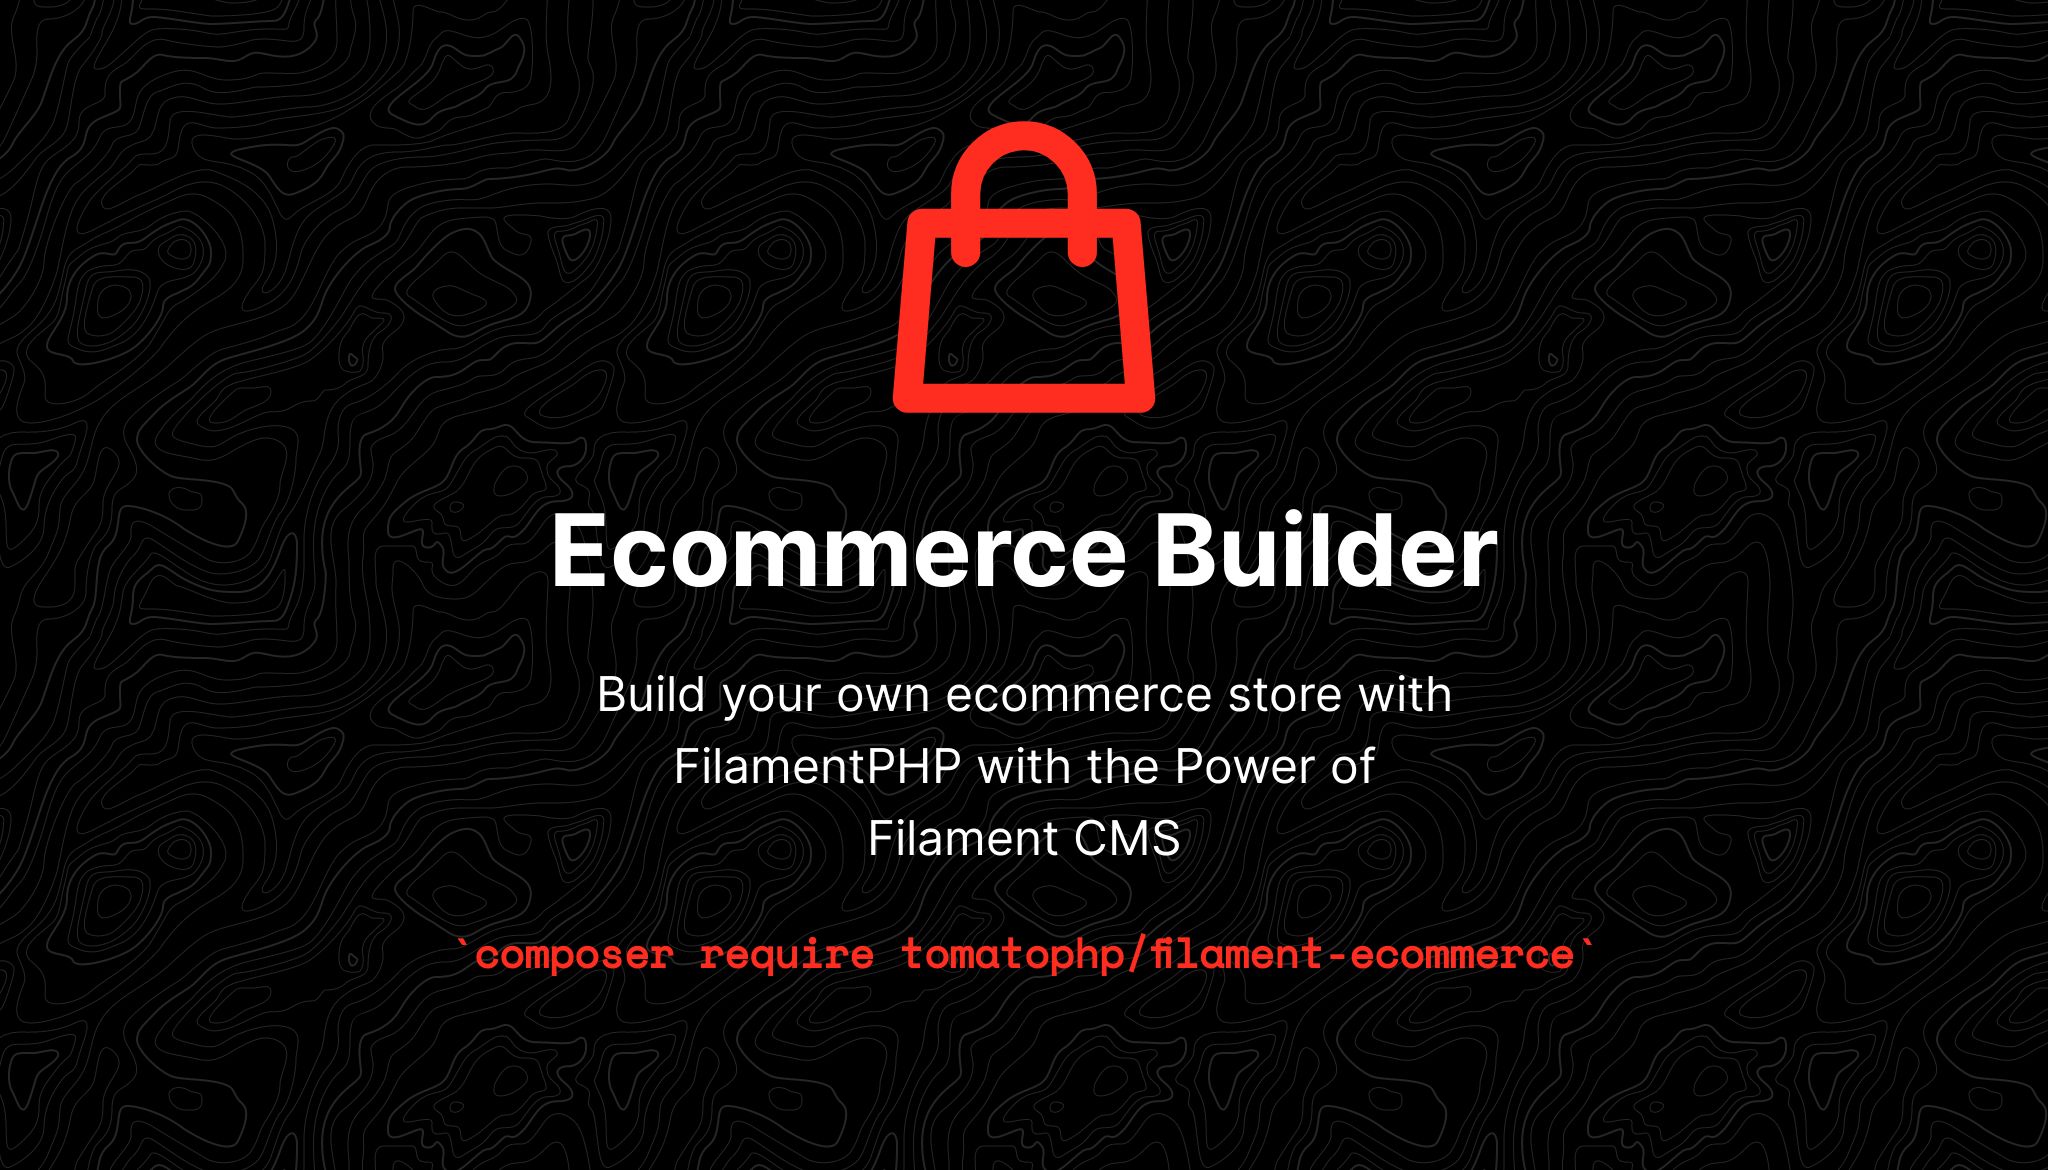 Ecommerce Builder
Build your own ecommerce store with
FilamentPHP with the Power of
Filament CMS
`composer require tomatophp/filament-ecommerce`